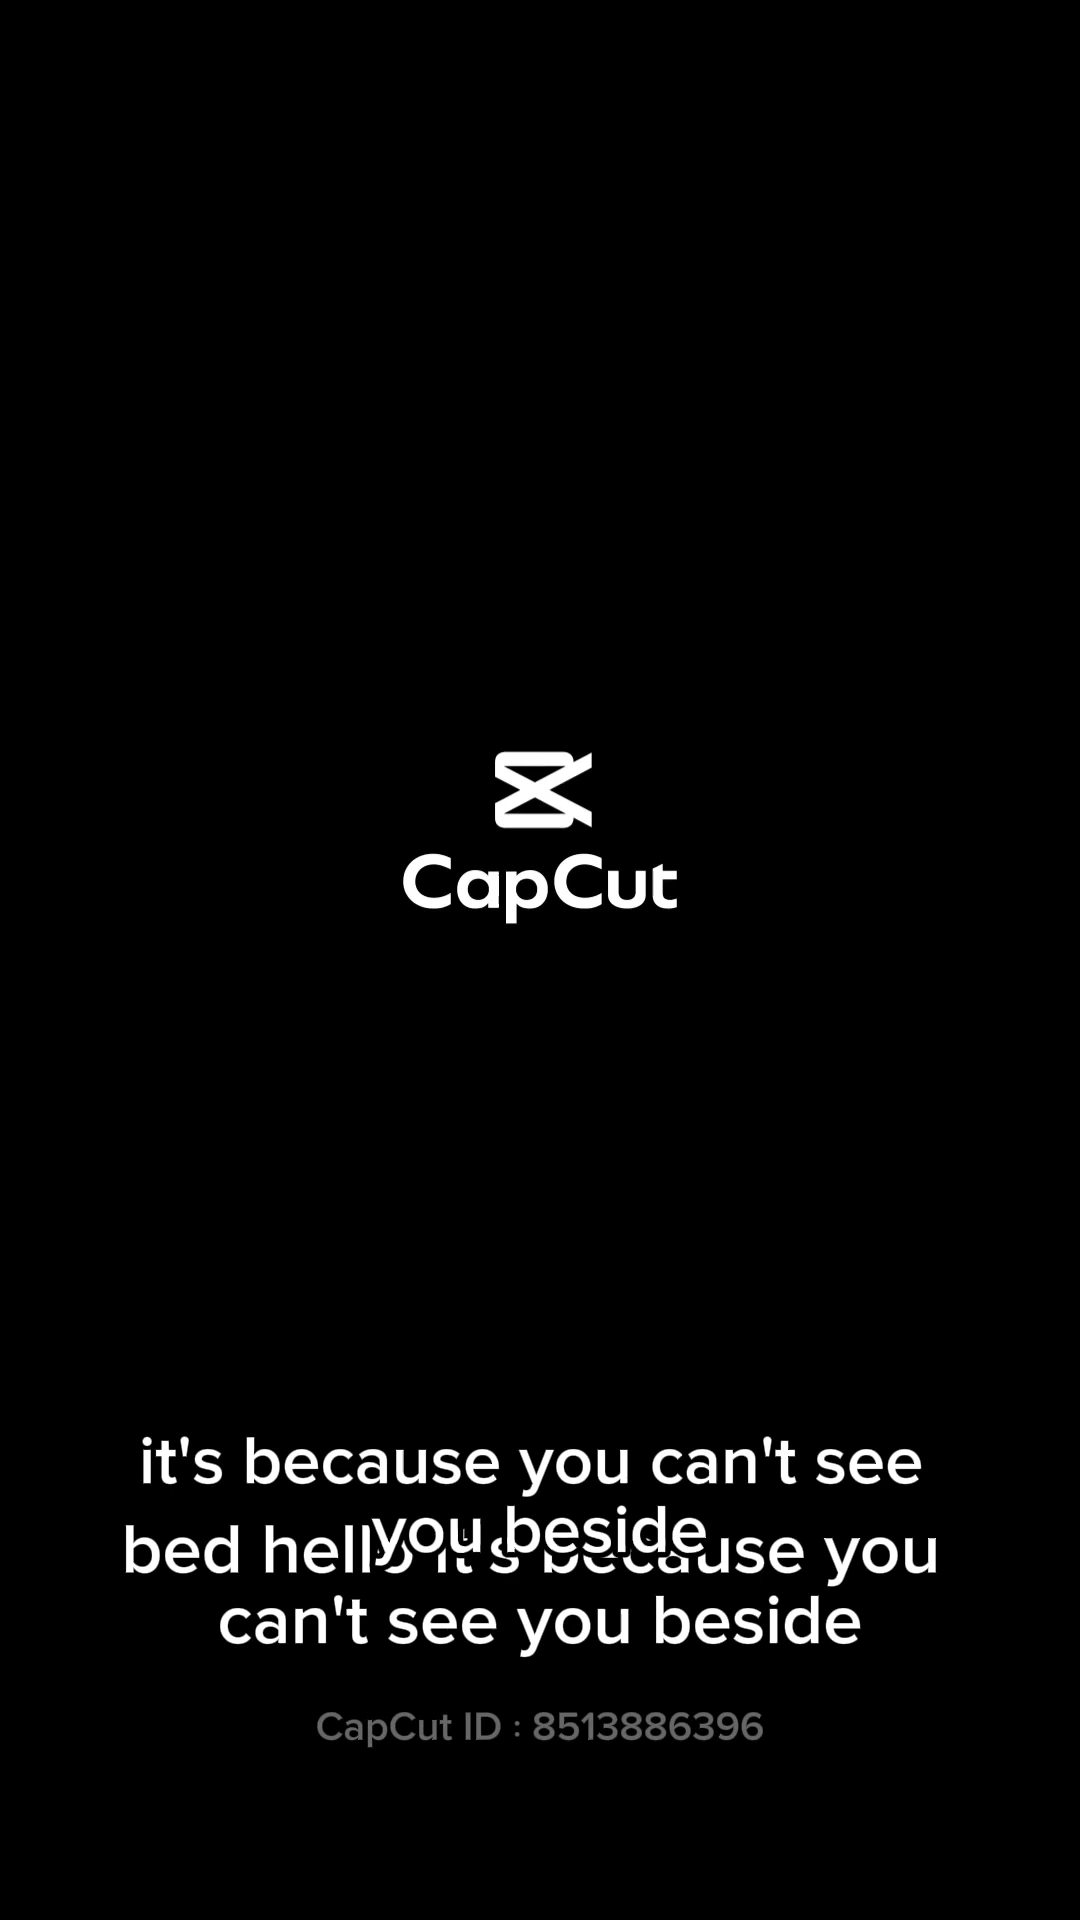 CapCut
it's because you can't see
you beside
bed hello it's because you
can't see you beside
CapCut ID : 8513886396